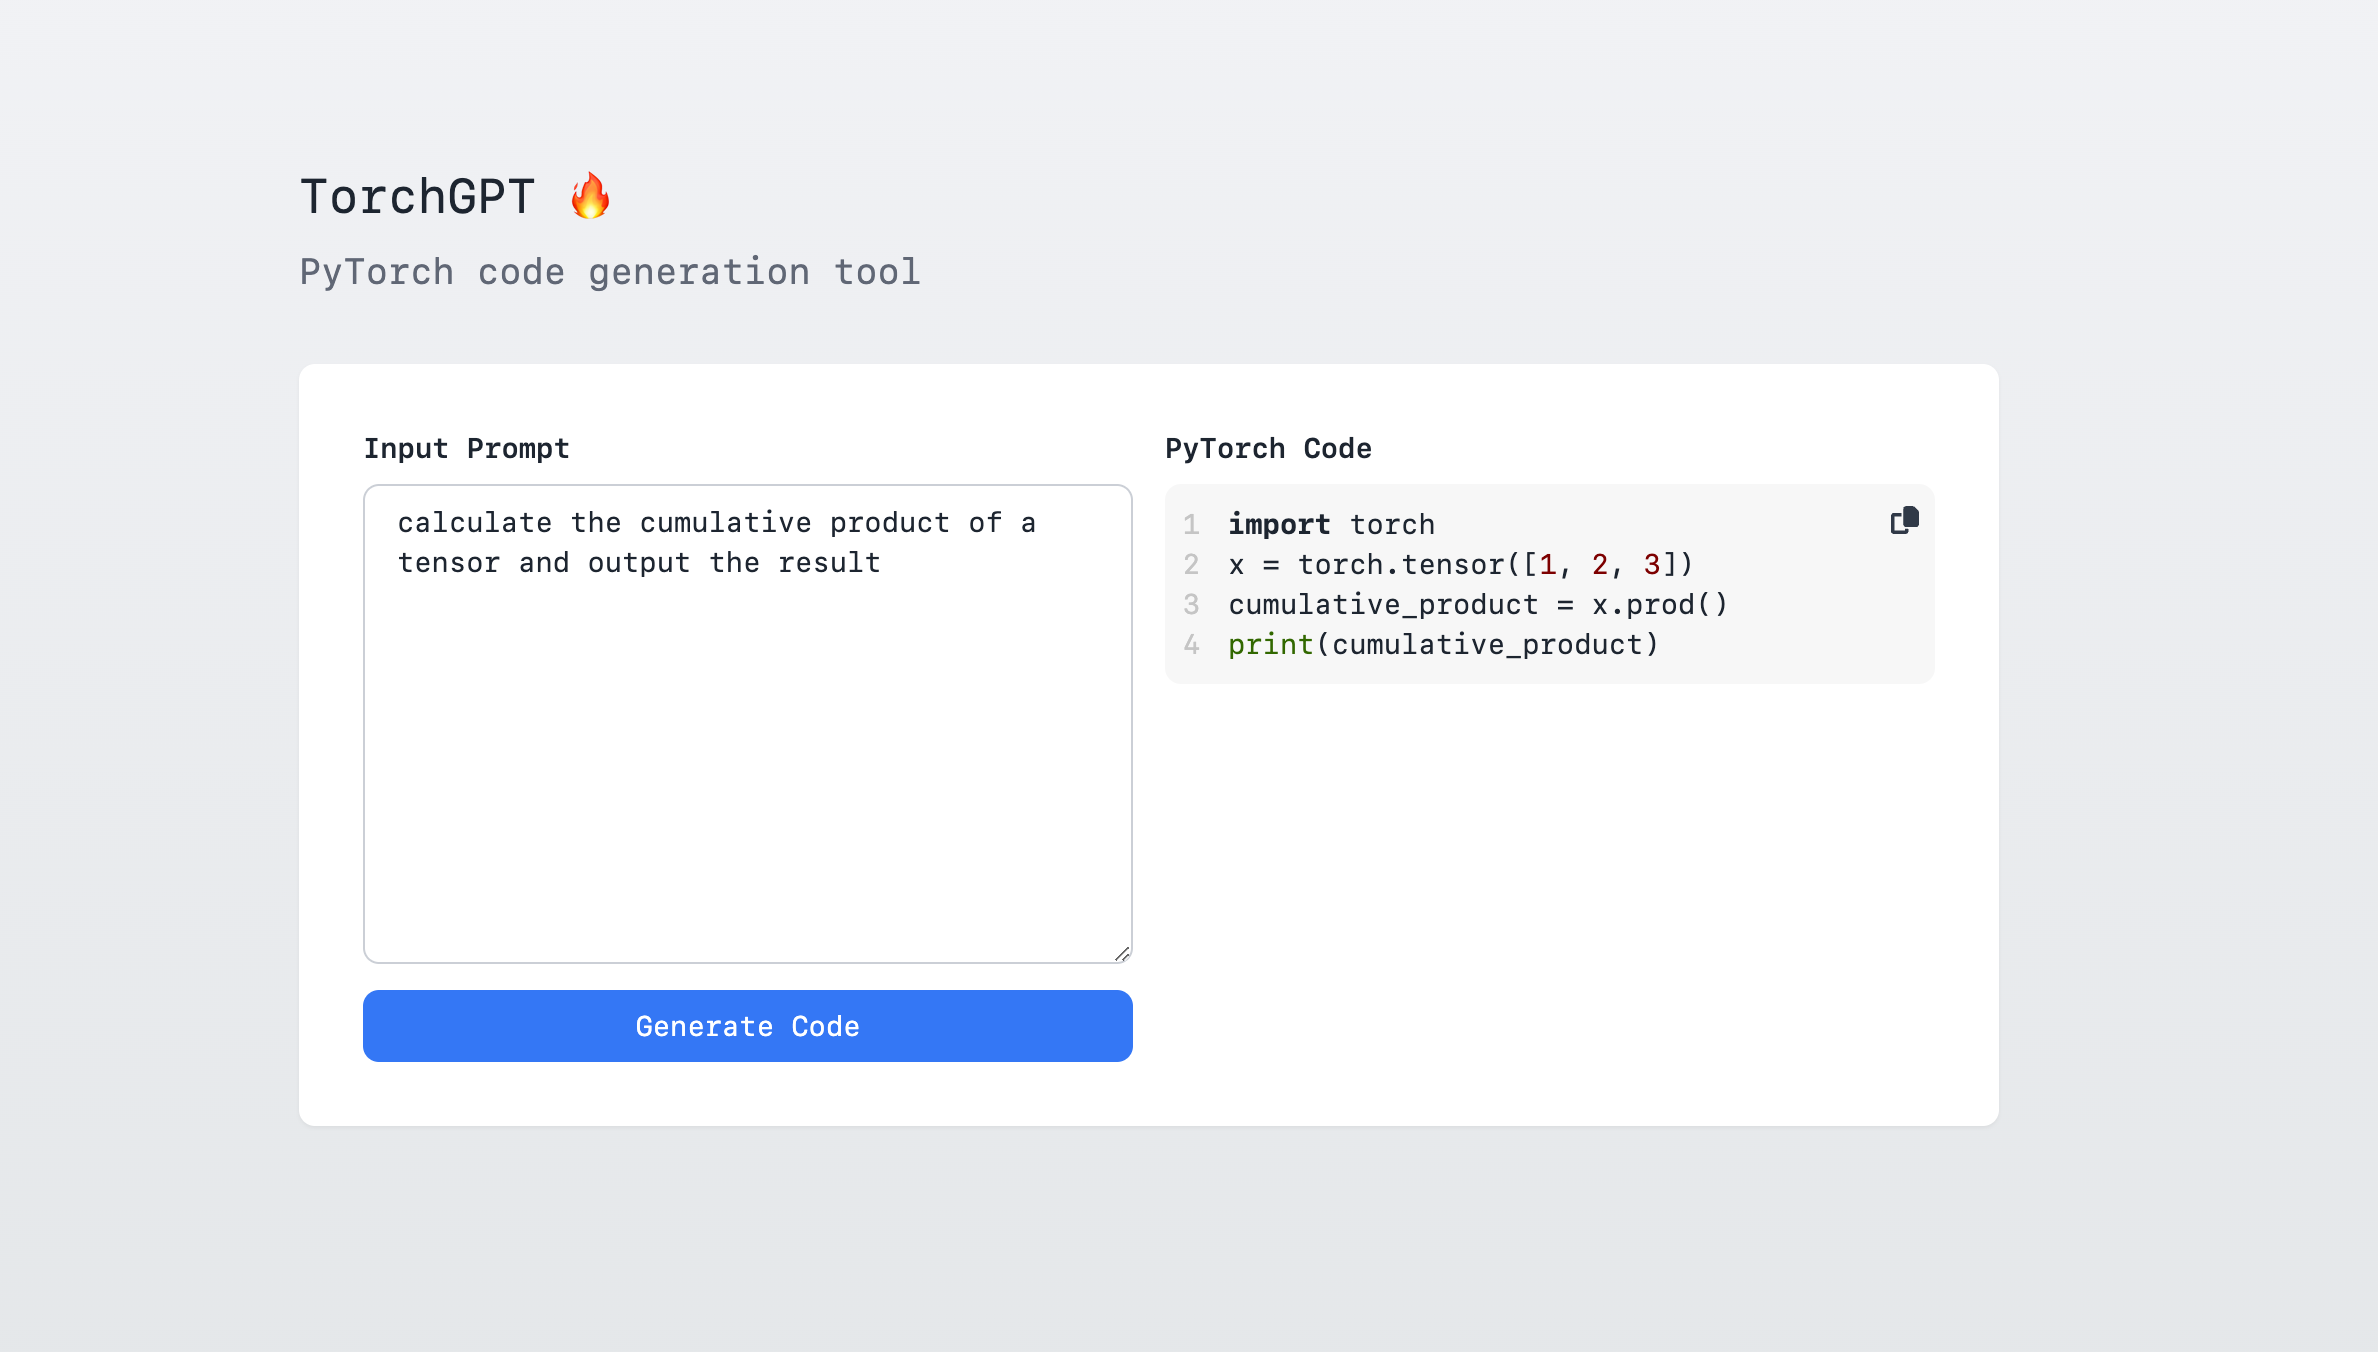 TorchGPT 🔥
PyTorch code generation tool
Input Prompt
calculate the cumulative product of a
tensor and output the result
Generate Code
PyTorch Code
1 import torch
2 x = torch.tensor([1, 2, 3])
3 cumulative_product = x.prod()
4 print(cumulative_product)